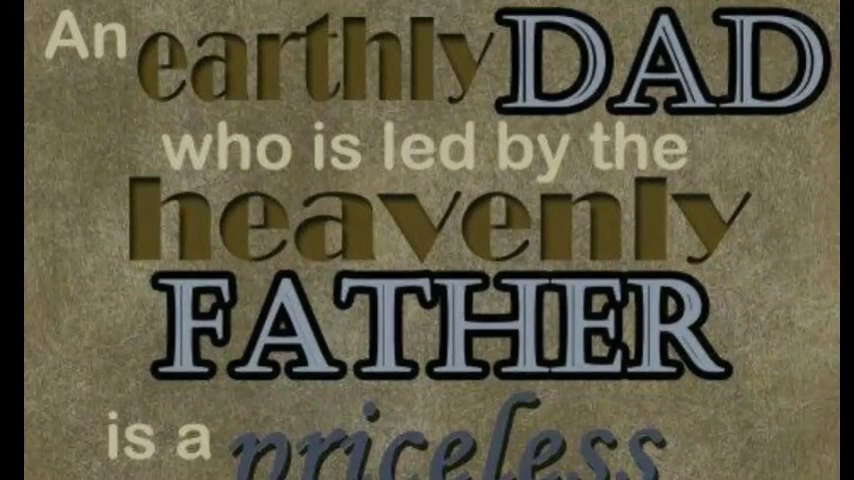 An earthly DAD
who is led by the
heavenly
FATHER
is a priceless